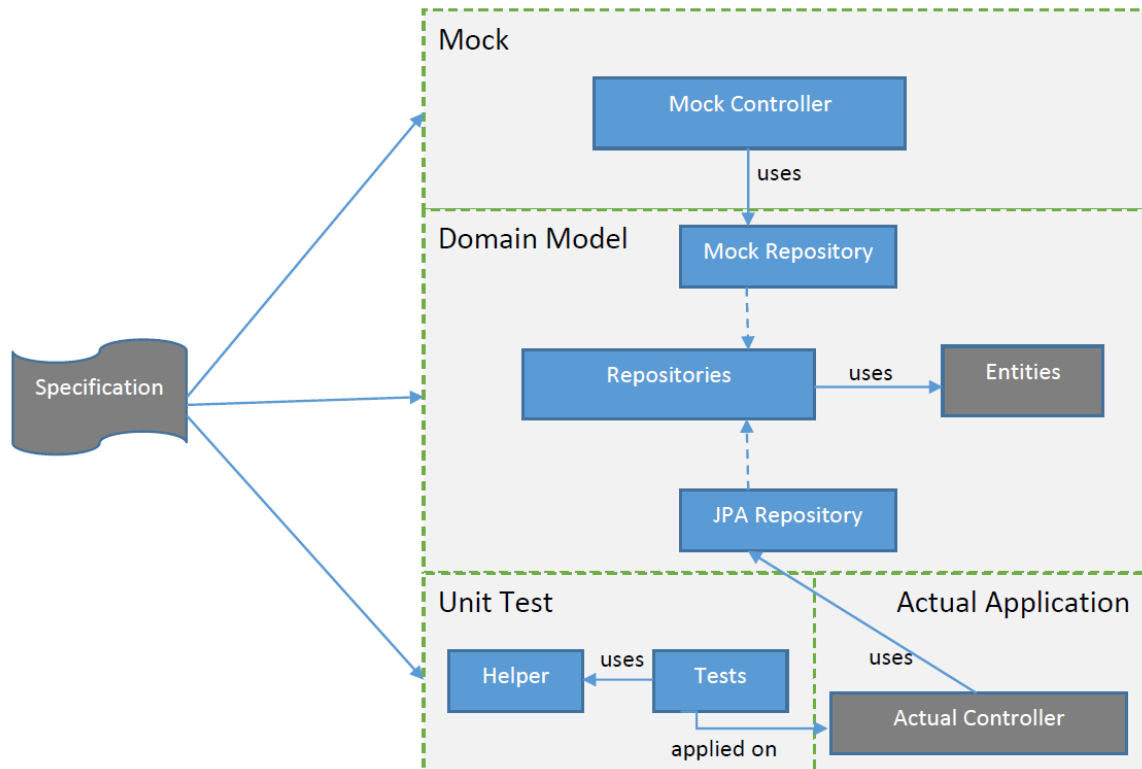 Mock
Mock Controller
uses
Domain Model
Mock Repository
Repositories
uses
Entities
Specification
JPA Repository
Unit Test
Actual Application
Helper
uses
Tests
uses
Actual Controller
applied on